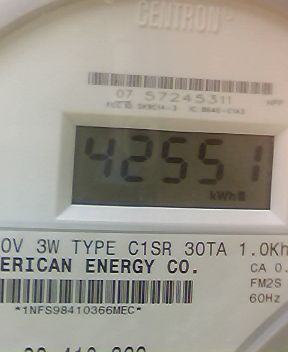 CENTRON
07 57245311
42551
kWh
0V 3W TYPE C1SR 30TA 1.0Kh
ERICAN ENERGY CO.
CA 0.
FM2S
60Hz
*1NFS98410366MEC*